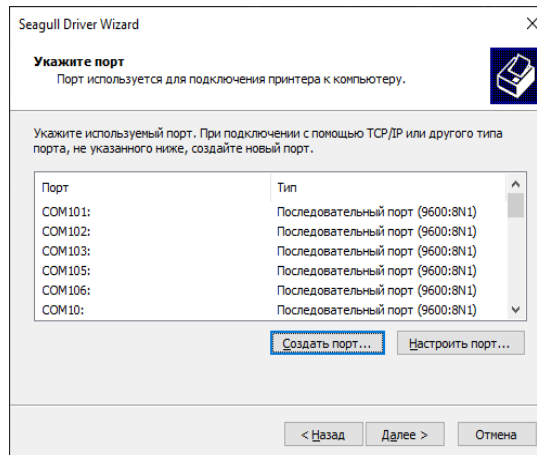 Seagull Driver Wizard
Укажите порт
Порт используется для подключения принтера к компьютеру.
Укажите используемый порт. При подключении с помощью TCP/IP или другого типа
порта, не указанного ниже, создайте новый порт.
Порт Тип
COM101: Последовательный порт (9600:8N1)
COM102: Последовательный порт (9600:8N1)
COM103: Последовательный порт (9600:8N1)
COM105: Последовательный порт (9600:8N1)
COM106: Последовательный порт (9600:8N1)
COM10: Последовательный порт (9600:8N1)
Создать порт... Настроить порт...
< Назад Далее > Отмена